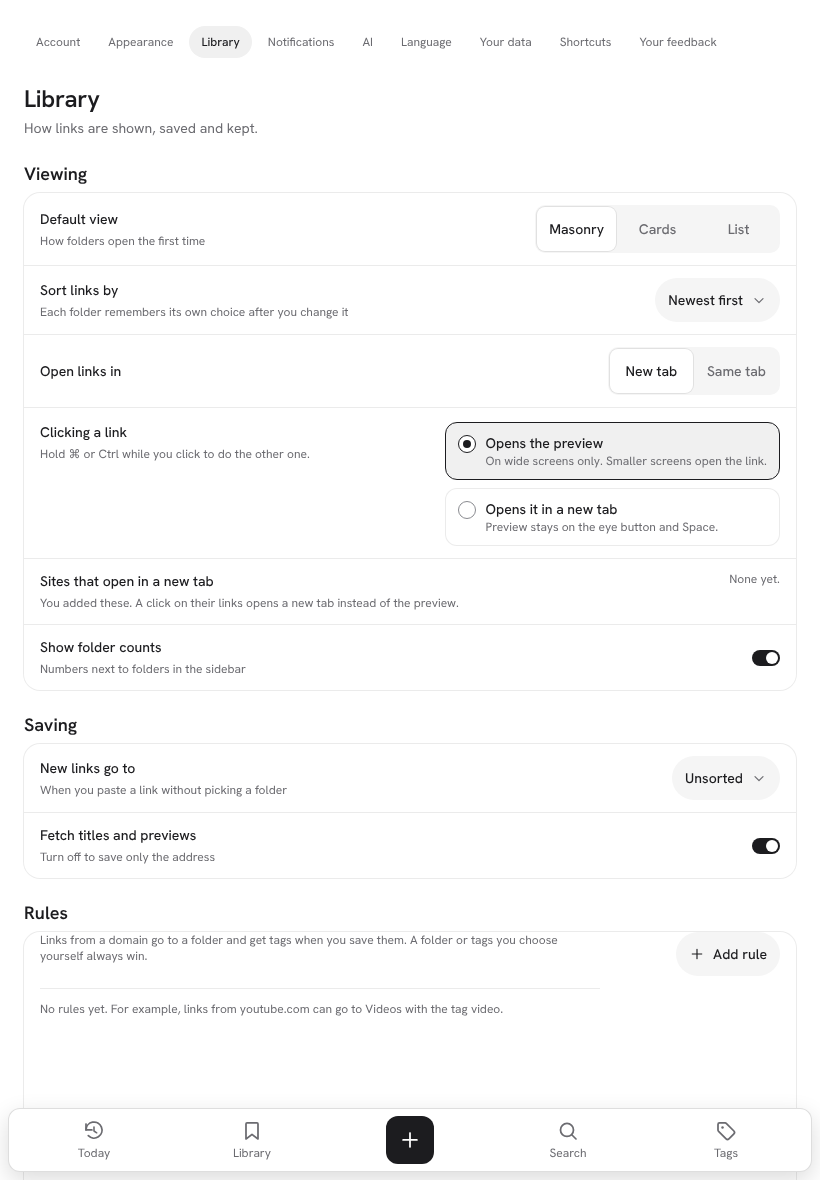 Account
Appearance
Library
Notifications
AI
Language
Your data
Shortcuts
Your feedback
Library
How links are shown, saved and kept.
Viewing
Default view
How folders open the first time
Masonry
Cards
List
Sort links by
Each folder remembers its own choice after you change it
Newest first
Open links in
New tab
Same tab
Clicking a link
Hold ⌘ or Ctrl while you click to do the other one.
Opens the preview
On wide screens only. Smaller screens open the link.
Opens it in a new tab
Preview stays on the eye button and Space.
Sites that open in a new tab
You added these. A click on their links opens a new tab instead of the preview.
None yet.
Show folder counts
Numbers next to folders in the sidebar
Saving
New links go to
When you paste a link without picking a folder
Unsorted
Fetch titles and previews
Turn off to save only the address
Rules
Links from a domain go to a folder and get tags when you save them. A folder or tags you choose
yourself always win.
Add rule
No rules yet. For example, links from youtube.com can go to Videos with the tag video.
Today
Library
Search
Tags